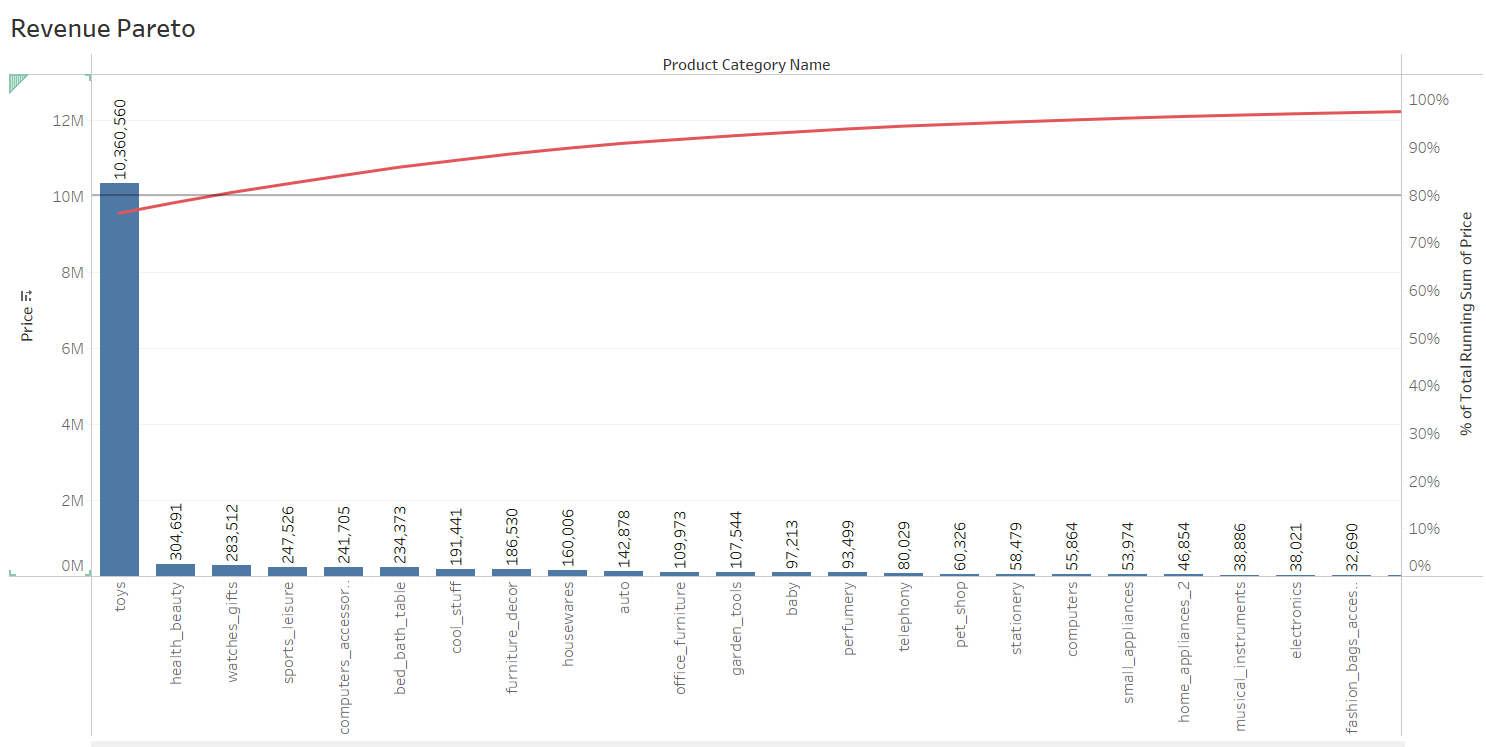 Revenue Pareto
Product Category Name
12M
10M
8M
6M
4M
2M
0M
Price
10,360,560
304,691
283,512
247,526
241,705
234,373
191,441
186,530
160,006
142,878
109,973
107,544
97,213
93,499
80,029
60,326
58,479
55,864
53,974
46,854
38,886
38,021
32,690
100%
90%
80%
70%
60%
50%
40%
30%
20%
10%
0%
% of Total Running Sum of Price
toys
health_beauty
watches_gifts
sports_leisure
computers_accessor..
bed_bath_table
cool_stuff
furniture_decor
housewares
auto
office_furniture
garden_tools
baby
perfumery
telephony
pet_shop
stationery
computers
small_appliances
home_appliances_2
musical_instruments
electronics
fashion_bags_acces..